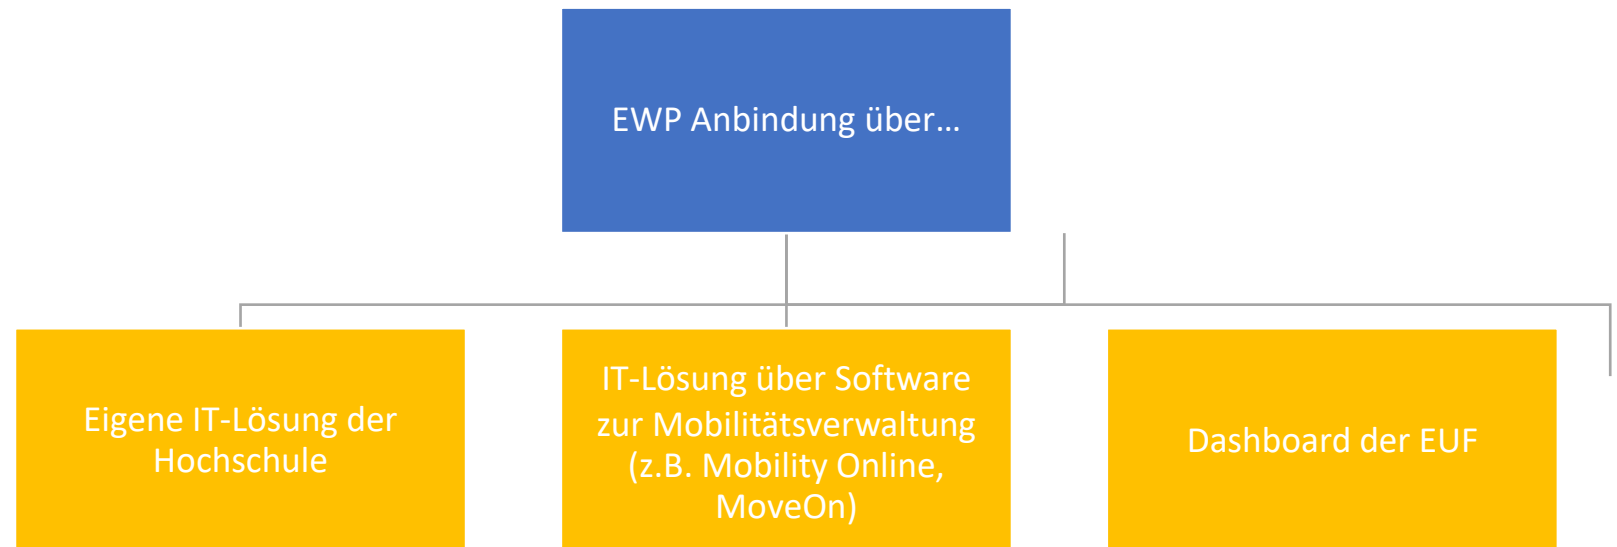 EWP Anbindung über…
Eigene IT-Lösung der
Hochschule
IT-Lösung über Software
zur Mobilitätsverwaltung
(z.B. Mobility Online,
MoveOn)
Dashboard der EUF